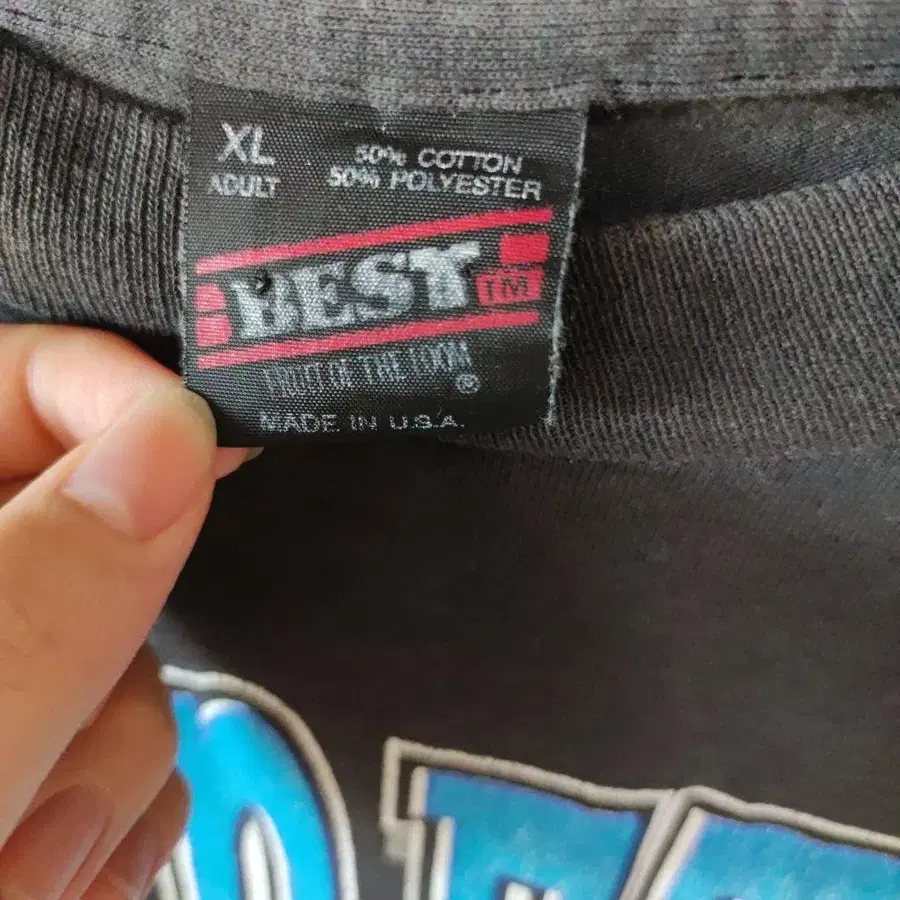 XL
ADULT
50% COTTON
50% POLYESTER
BEST TM
FRUIT OF THE LOOM
®
MADE IN U.S.A.